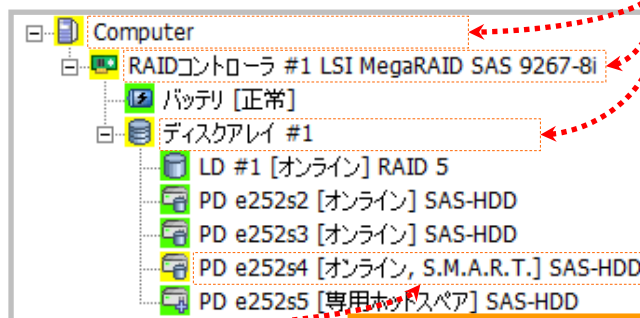 Computer
RAIDコントローラ #1 LSI MegaRAID SAS 9267-8i
バッテリ [正常]
ディスクアレイ #1
LD #1 [オンライン] RAID 5
PD e252s2 [オンライン] SAS-HDD
PD e252s3 [オンライン] SAS-HDD
PD e252s4 [オンライン, S.M.A.R.T.] SAS-HDD
PD e252s5 [専用ホットスペア] SAS-HDD